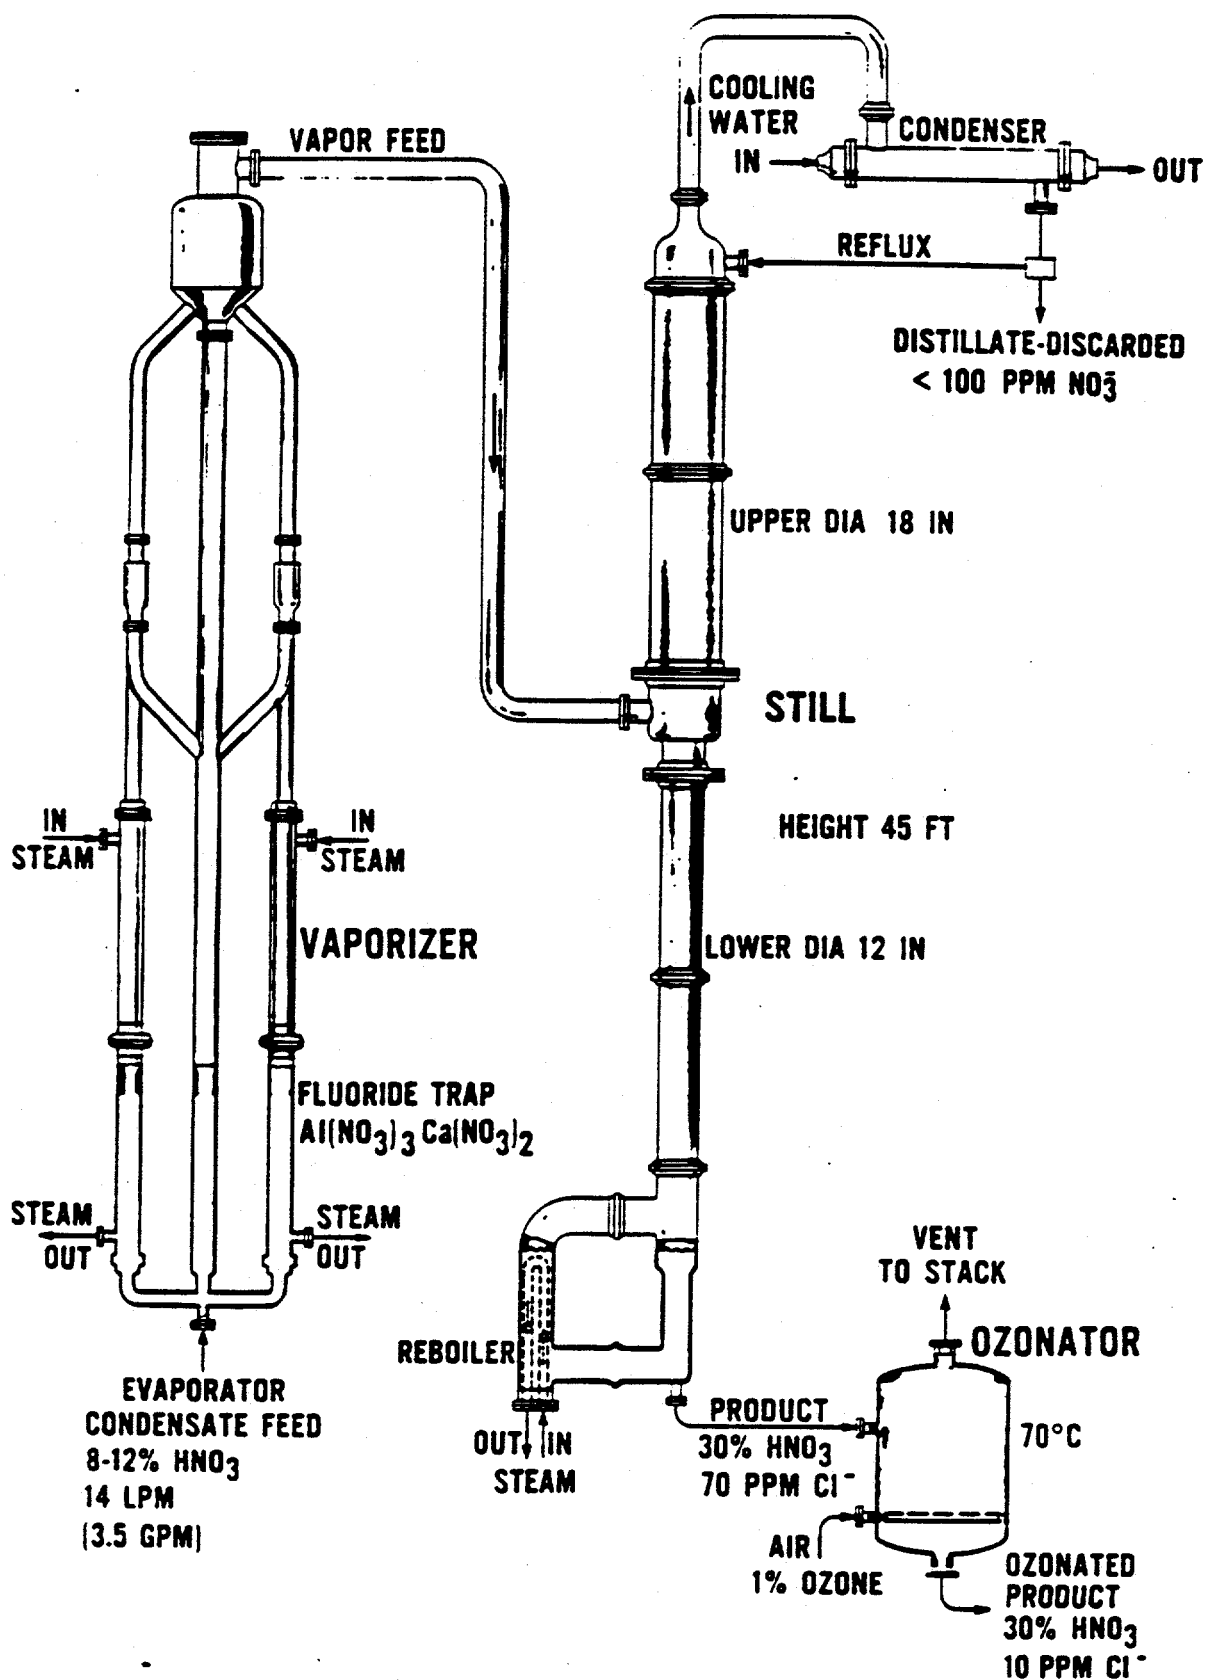 COOLING
WATER
IN
CONDENSER
OUT
VAPOR FEED
REFLUX
DISTILLATE-DISCARDED
< 100 PPM NO₃⁻
UPPER DIA 18 IN
STILL
HEIGHT 45 FT
IN
STEAM
IN
STEAM
VAPORIZER
LOWER DIA 12 IN
FLUORIDE TRAP
Al(NO₃)₃ Ca(NO₃)₂
STEAM
OUT
STEAM
OUT
VENT
TO STACK
OZONATOR
REBOILER
EVAPORATOR
CONDENSATE FEED
8-12% HNO₃
14 LPM
(3.5 GPM)
OUT IN
STEAM
PRODUCT
30% HNO₃
70 PPM Cl⁻
70°C
AIR
1% OZONE
OZONATED
PRODUCT
30% HNO₃
10 PPM Cl⁻